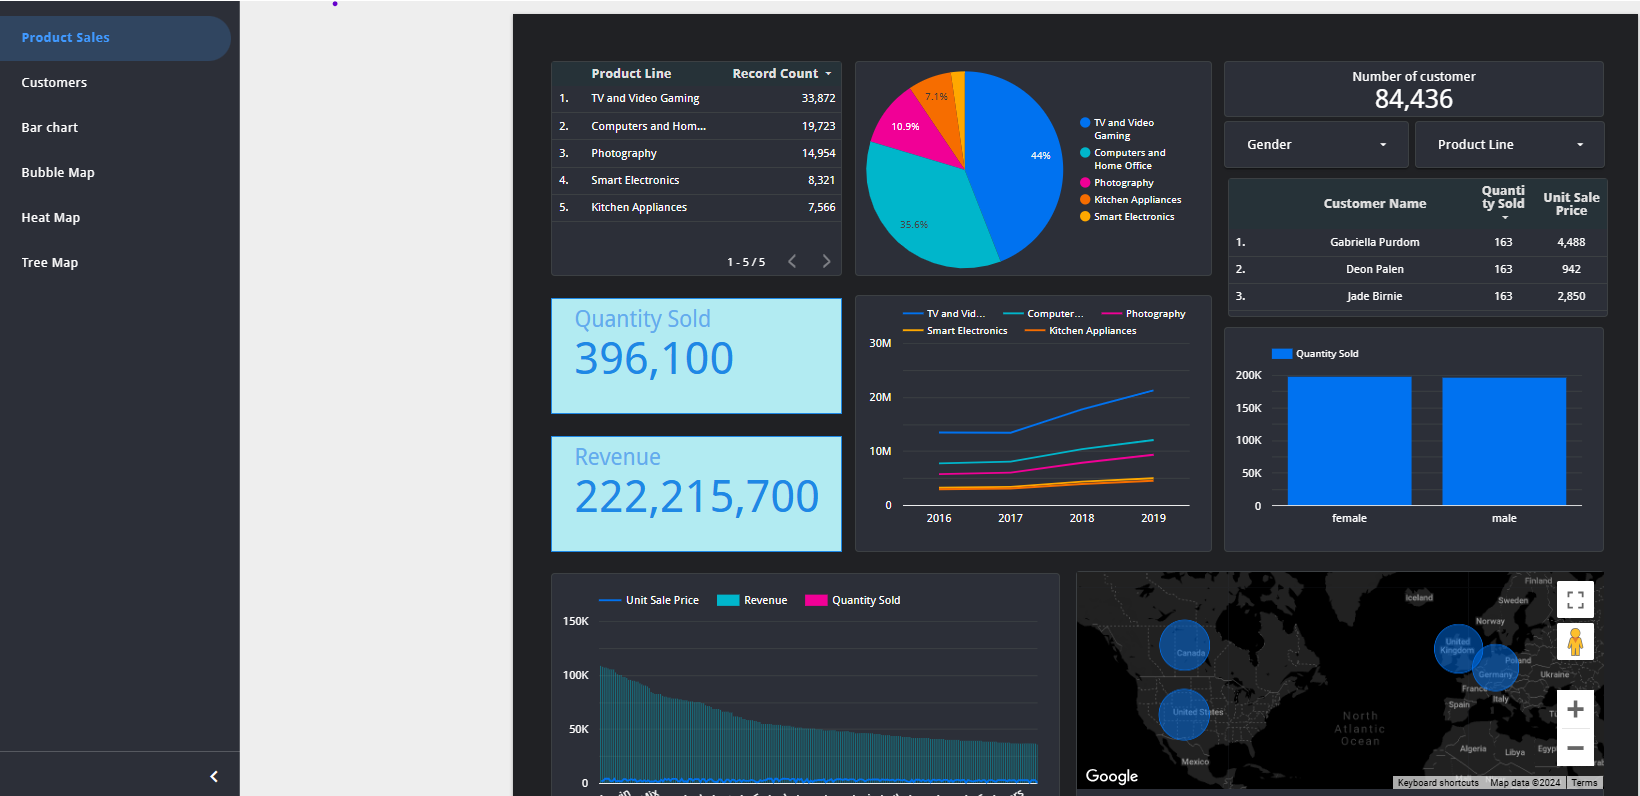 Product Sales
Customers
Bar chart
Bubble Map
Heat Map
Tree Map
Product Line Record Count
1. TV and Video Gaming 33,872
2. Computers and Hom... 19,723
3. Photography 14,954
4. Smart Electronics 8,321
5. Kitchen Appliances 7,566
1 - 5 / 5
44%
35.6%
10.9%
7.1%
TV and Video
Gaming
Computers and
Home Office
Photography
Kitchen Appliances
Smart Electronics
Number of customer
84,436
Gender
Product Line
Customer Name Quanti
ty Sold Unit Sale
Price
1. Gabriella Purdom 163 4,488
2. Deon Palen 163 942
3. Jade Birnie 163 2,850
Quantity Sold
396,100
Revenue
222,215,700
TV and Vid... Computer... Photography
Smart Electronics Kitchen Appliances
30M
20M
10M
0
2016 2017 2018 2019
Quantity Sold
200K
150K
100K
50K
0
female male
Unit Sale Price Revenue Quantity Sold
150K
100K
50K
0
Finland
Iceland
Sweden
Norway
United
Kingdom
Canada
Poland
Germany
Ukraine
France
Italy
Spain
United States
North
Atlantic
Ocean
Algeria
Libya
Mexico
Google
Keyboard shortcuts Map data ©2024 Terms